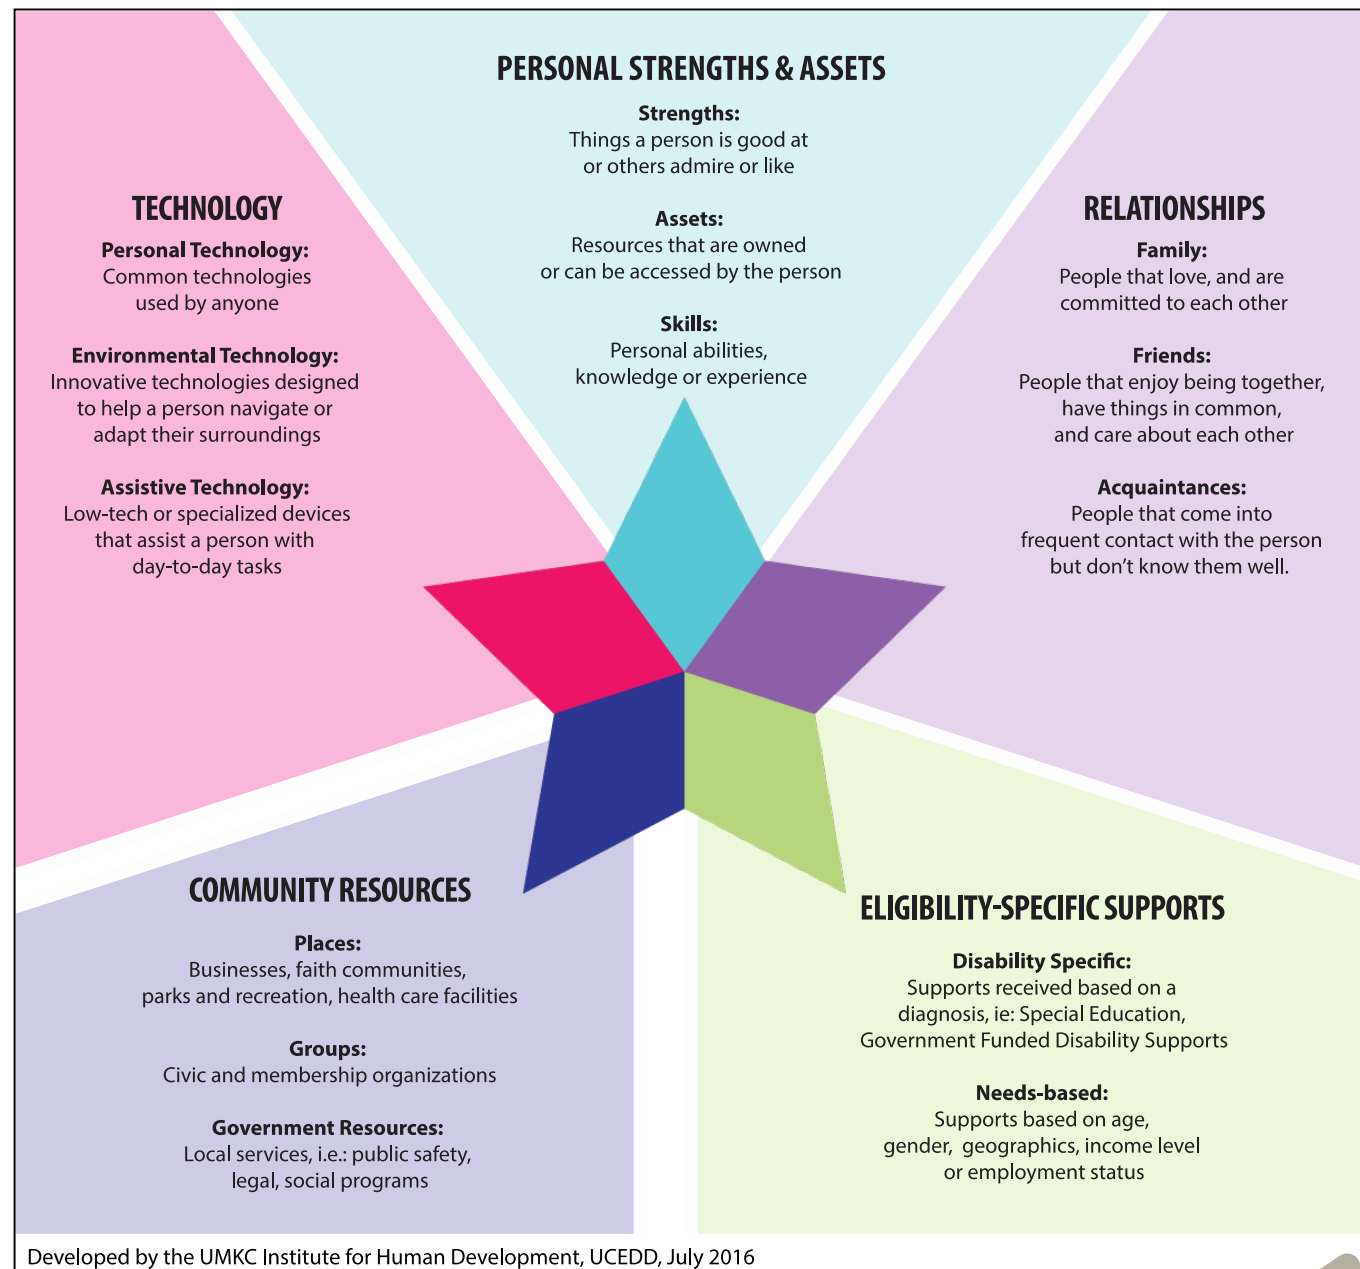 PERSONAL STRENGTHS & ASSETS
Strengths:
Things a person is good at
or others admire or like
Assets:
Resources that are owned
or can be accessed by the person
Skills:
Personal abilities,
knowledge or experience
TECHNOLOGY
Personal Technology:
Common technologies
used by anyone
Environmental Technology:
Innovative technologies designed
to help a person navigate or
adapt their surroundings
Assistive Technology:
Low-tech or specialized devices
that assist a person with
day-to-day tasks
RELATIONSHIPS
Family:
People that love, and are
committed to each other
Friends:
People that enjoy being together,
have things in common,
and care about each other
Acquaintances:
People that come into
frequent contact with the person
but don’t know them well.
COMMUNITY RESOURCES
Places:
Businesses, faith communities,
parks and recreation, health care facilities
Groups:
Civic and membership organizations
Government Resources:
Local services, i.e.: public safety,
legal, social programs
ELIGIBILITY-SPECIFIC SUPPORTS
Disability Specific:
Supports received based on a
diagnosis, ie: Special Education,
Government Funded Disability Supports
Needs-based:
Supports based on age,
gender, geographics, income level
or employment status
Developed by the UMKC Institute for Human Development, UCEDD, July 2016